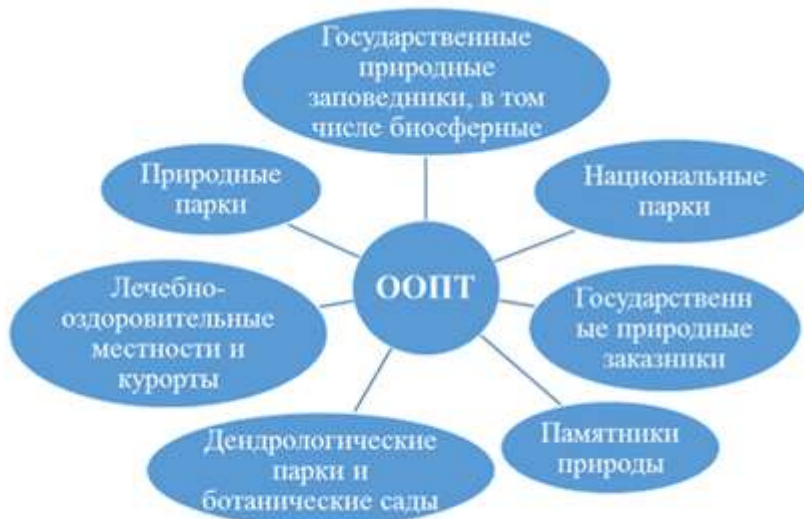 Государственные
природные
заповедники, в том
числе биосферные
Природные
парки
Национальные
парки
ООПТ
Лечебно-
оздоровительные
местности и
курорты
Государственн
ые природные
заказники
Дендрологические
парки и
ботанические сады
Памятники
природы